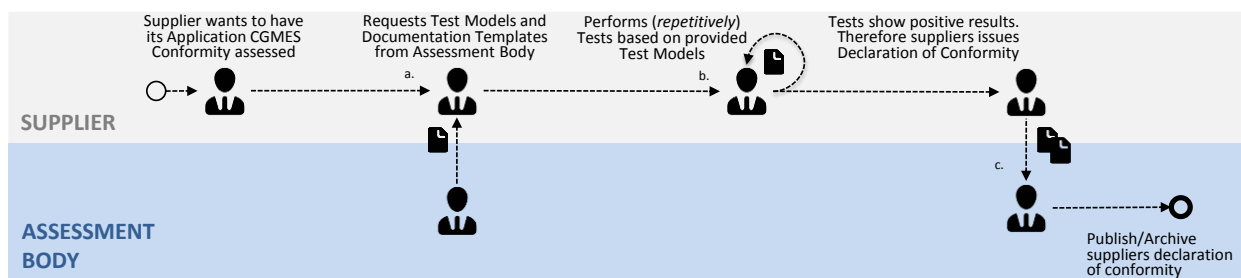 Supplier wants to have
its Application CGMES
Conformity assessed
Requests Test Models and
Documentation Templates
from Assessment Body
Performs (repetitively)
Tests based on provided
Test Models
Tests show positive results.
Therefore suppliers issues
Declaration of Conformity
a.
b.
SUPPLIER
c.
ASSESSMENT
BODY
Publish/Archive
suppliers declaration
of conformity